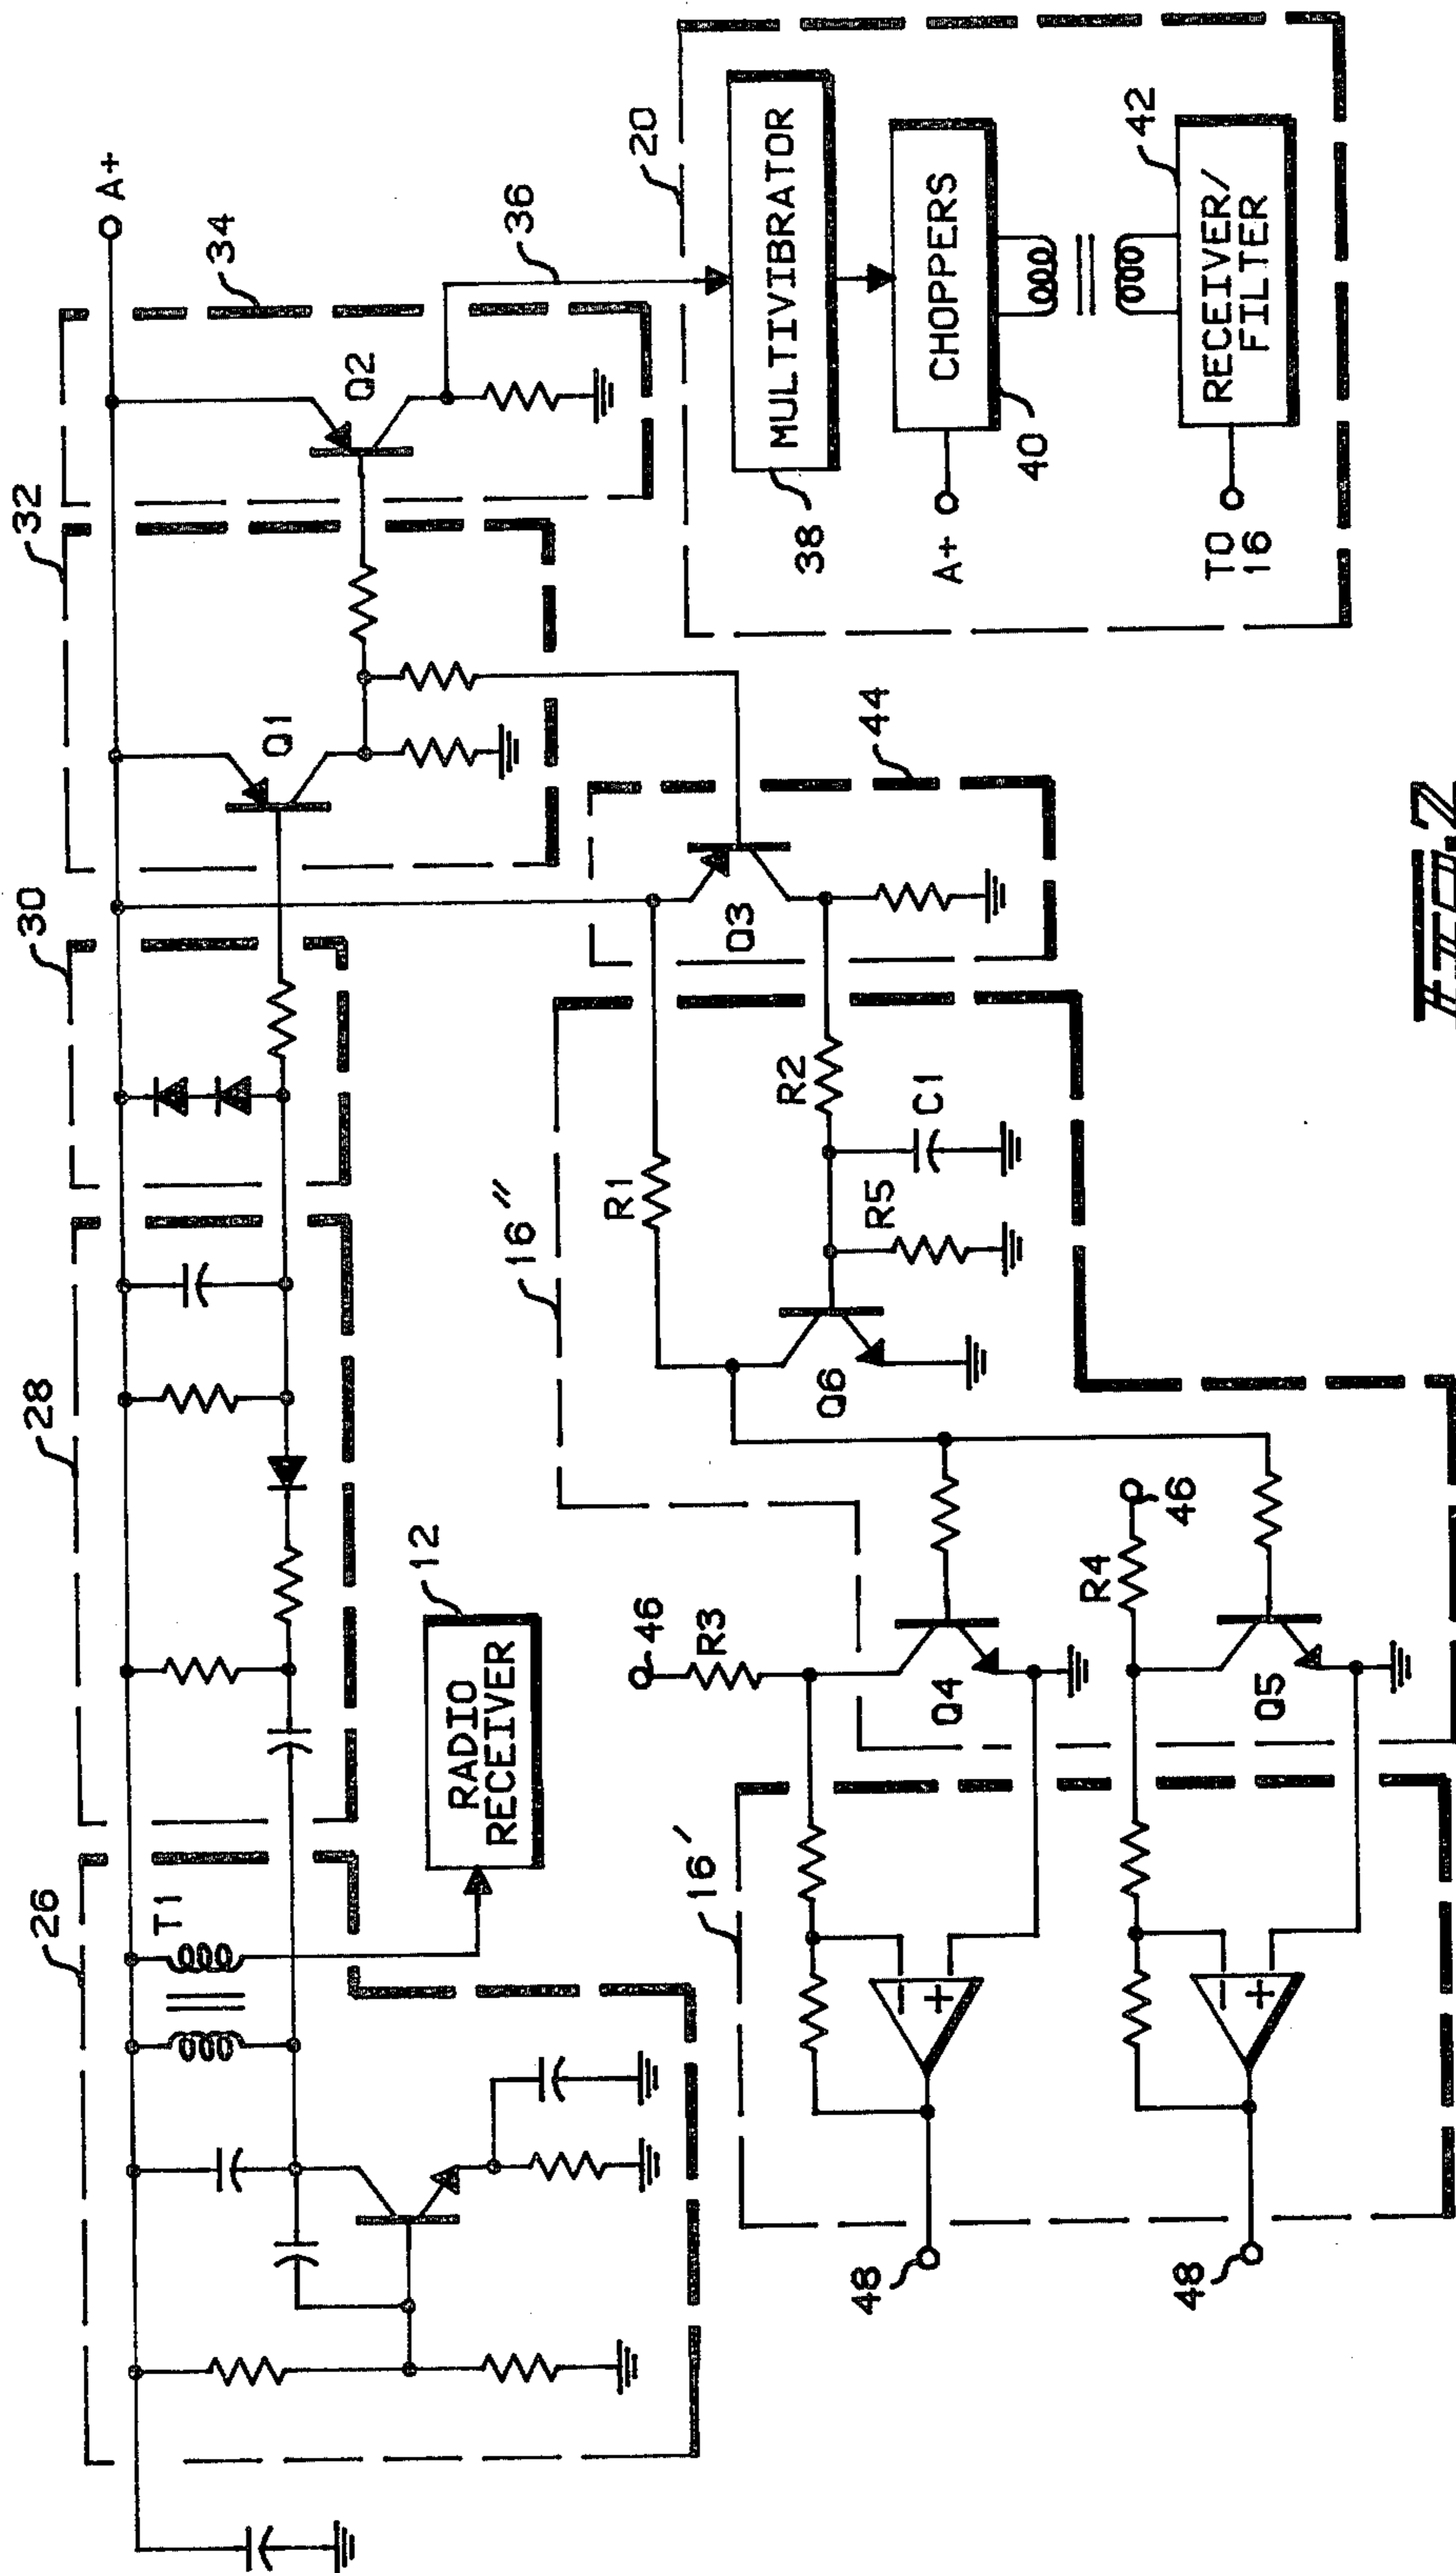 A+
34
32
30
28
26
T1
Q1
Q2
36
20
MULTIVIBRATOR
38
CHOPPERS
A+
40
RECEIVER/
FILTER
42
TO
16
RADIO
RECEIVER
12
44
Q3
16''
R1
R2
C1
R5
Q6
46
R3
Q4
46
R4
Q5
16'
−
+
−
+
48
48
FIG. 2